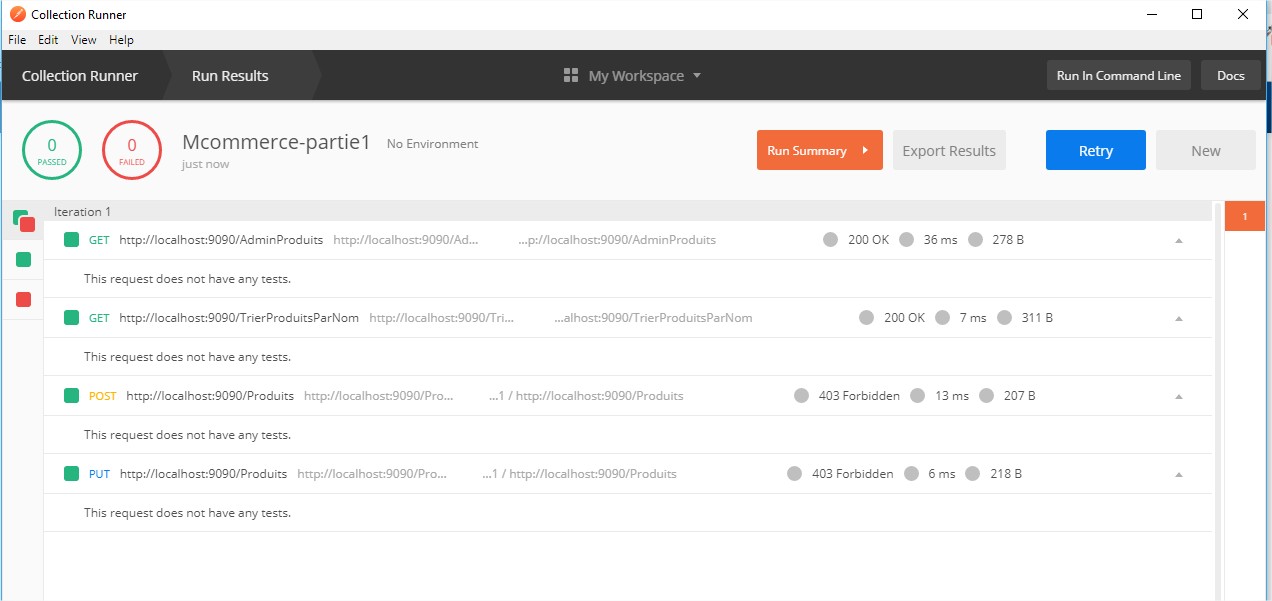 Collection Runner
File Edit View Help
Collection Runner Run Results My Workspace Run In Command Line Docs
0 PASSED 0 FAILED Mcommerce-partie1 No Environment Run Summary Export Results Retry New
just now
Iteration 1 1
GET http://localhost:9090/AdminProduits http://localhost:9090/Ad... ...p://localhost:9090/AdminProduits 200 OK 36 ms 278 B
This request does not have any tests.
GET http://localhost:9090/TrierProduitsParNom http://localhost:9090/Tri... ...alhost:9090/TrierProduitsParNom 200 OK 7 ms 311 B
This request does not have any tests.
POST http://localhost:9090/Produits http://localhost:9090/Pro... ...1 / http://localhost:9090/Produits 403 Forbidden 13 ms 207 B
This request does not have any tests.
PUT http://localhost:9090/Produits http://localhost:9090/Pro... ...1 / http://localhost:9090/Produits 403 Forbidden 6 ms 218 B
This request does not have any tests.